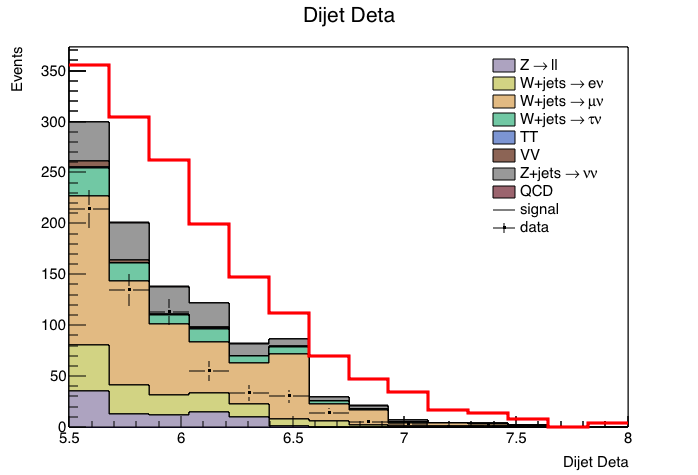 Dijet Deta
Events
350
300
250
200
150
100
50
0
5.5 6 6.5 7 7.5 8
Dijet Deta
Z → ll
W+jets → eν
W+jets → μν
W+jets → τν
TT
VV
Z+jets → νν
QCD
signal
data